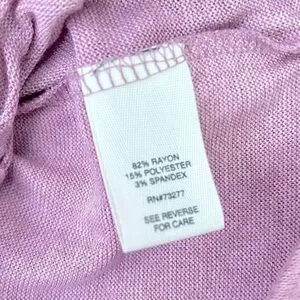 82% RAYON
15% POLYESTER
3% SPANDEX
RN#73277
SEE REVERSE
FOR CARE